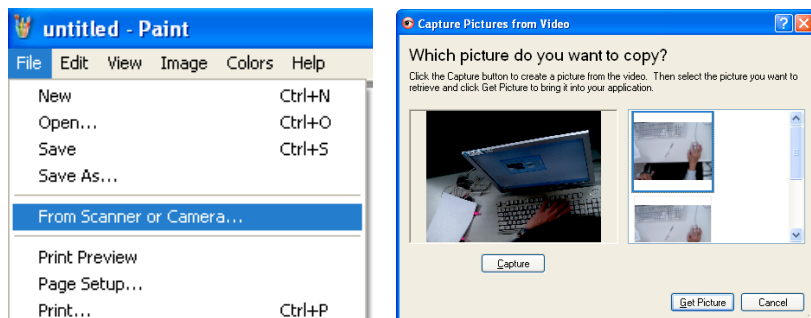 untitled - Paint
File Edit View Image Colors Help
New Ctrl+N
Open... Ctrl+O
Save Ctrl+S
Save As...
From Scanner or Camera...
Print Preview
Page Setup...
Print... Ctrl+P
Capture Pictures from Video
Which picture do you want to copy?
Click the Capture button to create a picture from the video. Then select the picture you want to
retrieve and click Get Picture to bring it into your application.
Capture
Get Picture Cancel